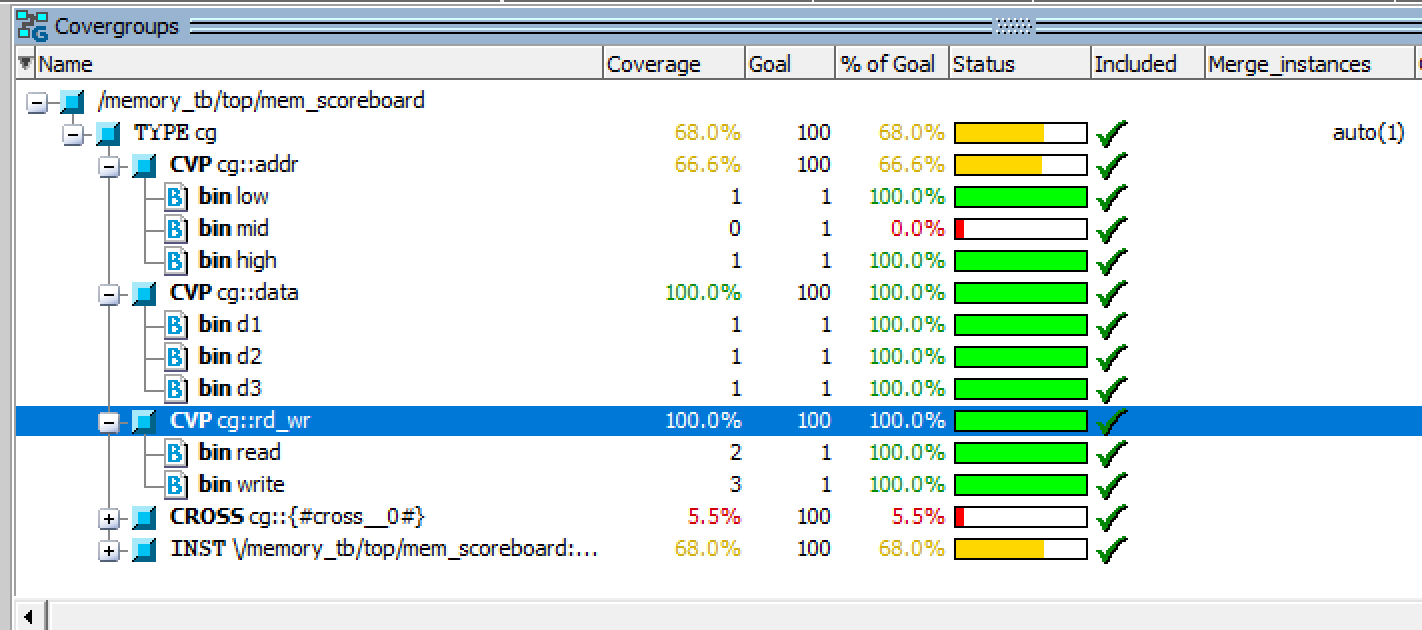 Covergroups
Name Coverage Goal % of Goal Status Included Merge_instances
/memory_tb/top/mem_scoreboard
TYPE cg 68.0% 100 68.0% auto(1)
CVP cg::addr 66.6% 100 66.6%
bin low 1 1 100.0%
bin mid 0 1 0.0%
bin high 1 1 100.0%
CVP cg::data 100.0% 100 100.0%
bin d1 1 1 100.0%
bin d2 1 1 100.0%
bin d3 1 1 100.0%
CVP cg::rd_wr 100.0% 100 100.0%
bin read 2 1 100.0%
bin write 3 1 100.0%
CROSS cg::{#cross__0#} 5.5% 100 5.5%
INST \/memory_tb/top/mem_scoreboard:... 68.0% 100 68.0%